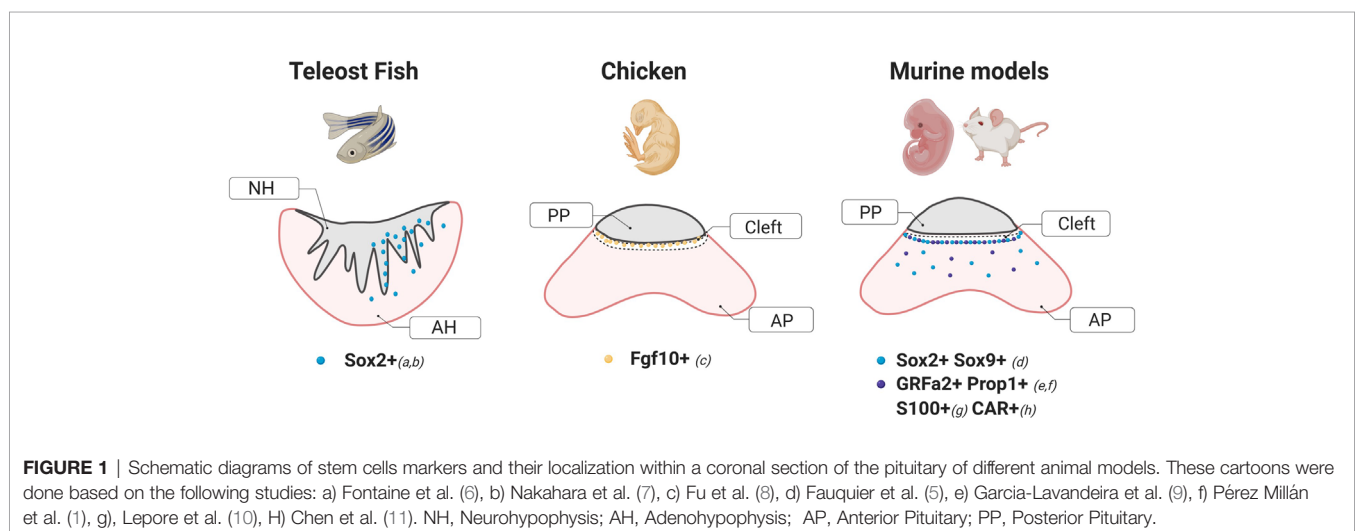 Teleost Fish
Chicken
Murine models
NH
AH
Sox2+(a,b)
PP
Cleft
AP
Fgf10+ (c)
PP
Cleft
AP
Sox2+ Sox9+ (d)
GRFa2+ Prop1+ (e,f)
S100+(g) CAR+(h)
FIGURE 1 | Schematic diagrams of stem cells markers and their localization within a coronal section of the pituitary of different animal models. These cartoons were
done based on the following studies: a) Fontaine et al. (6), b) Nakahara et al. (7), c) Fu et al. (8), d) Fauquier et al. (5), e) Garcia-Lavandeira et al. (9), f) Pérez Millán
et al. (1), g), Lepore et al. (10), H) Chen et al. (11). NH, Neurohypophysis; AH, Adenohypophysis; AP, Anterior Pituitary; PP, Posterior Pituitary.